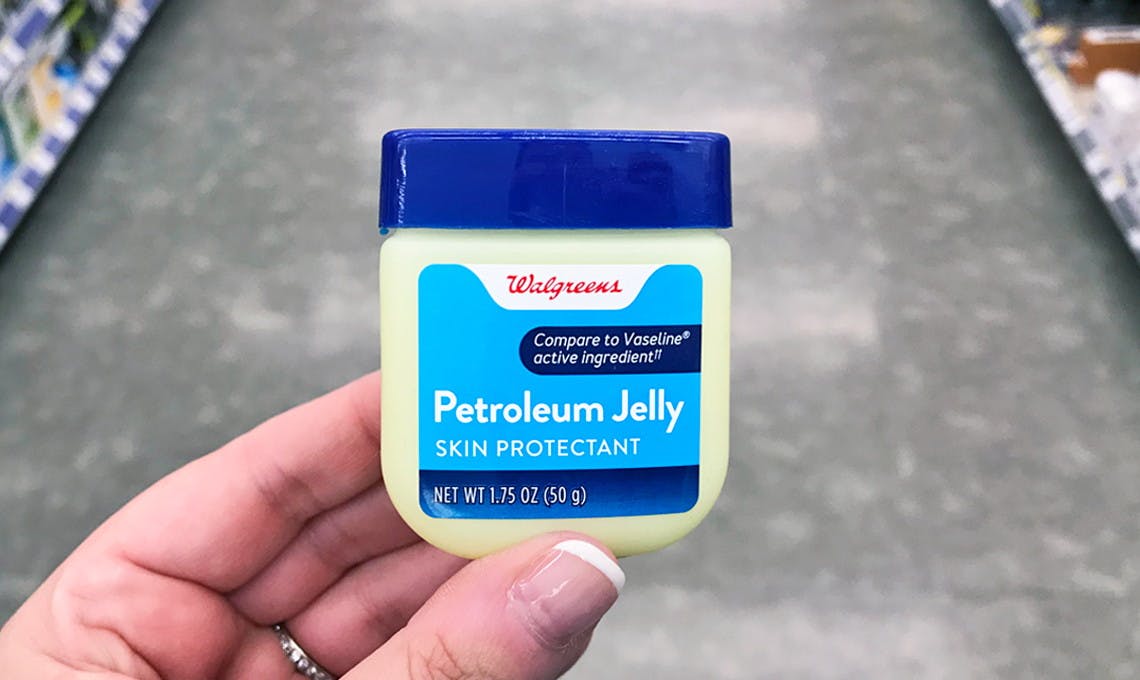 Walgreens
Compare to Vaseline®
active ingredient††
Petroleum Jelly
SKIN PROTECTANT
NET WT 1.75 OZ (50 g)